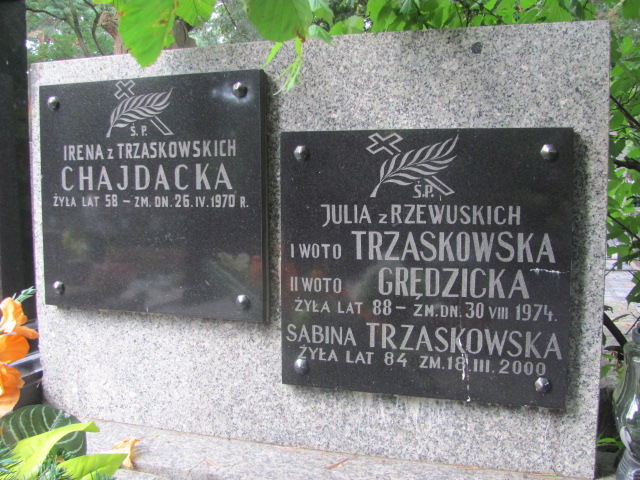 Ś.P.
IRENA z TRZASKOWSKICH
CHAJDACKA
ŻYŁA LAT 58 – ZM. DN. 26.IV.1970 R.
Ś.P.
JULIA z RZEWUSKICH
I WOTO TRZASKOWSKA
II WOTO GRĘDZICKA
ŻYŁA LAT 88 – ZM. DN. 30 VIII 1974.
SABINA TRZASKOWSKA
ŻYŁA LAT 84 ZM. 18.III.2000